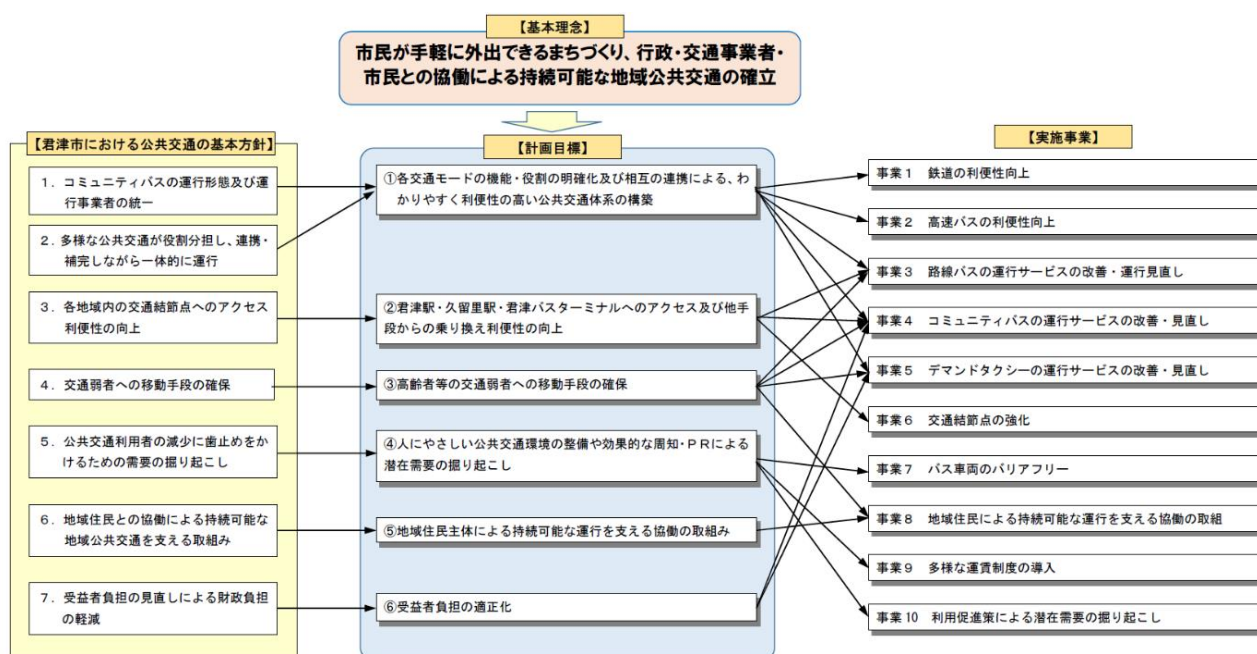 【基本理念】
市民が手軽に外出できるまちづくり、行政・交通事業者・
市民との協働による持続可能な地域公共交通の確立
【君津市における公共交通の基本方針】
1．コミュニティバスの運行形態及び運
行事業者の統一
2．多様な公共交通が役割分担し、連携・
補完しながら一体的に運行
3．各地域内の交通結節点へのアクセス
利便性の向上
4．交通弱者への移動手段の確保
5．公共交通利用者の減少に歯止めをか
けるための需要の掘り起こし
6．地域住民との協働による持続可能な
地域公共交通を支える取組み
7．受益者負担の見直しによる財政負担
の軽減
【計画目標】
①各交通モードの機能・役割の明確化及び相互の連携による、わ
かりやすく利便性の高い公共交通体系の構築
②君津駅・久留里駅・君津バスターミナルへのアクセス及び他手
段からの乗り換え利便性の向上
③高齢者等の交通弱者への移動手段の確保
④人にやさしい公共交通環境の整備や効果的な周知・ＰＲによる
潜在需要の掘り起こし
⑤地域住民主体による持続可能な運行を支える協働の取組み
⑥受益者負担の適正化
【実施事業】
事業1　鉄道の利便性向上
事業2　高速バスの利便性向上
事業3　路線バスの運行サービスの改善・運行見直し
事業4　コミュニティバスの運行サービスの改善・見直し
事業5　デマンドタクシーの運行サービスの改善・見直し
事業6　交通結節点の強化
事業7　バス車両のバリアフリー
事業8　地域住民による持続可能な運行を支える協働の取組
事業9　多様な運賃制度の導入
事業10　利用促進策による潜在需要の掘り起こし